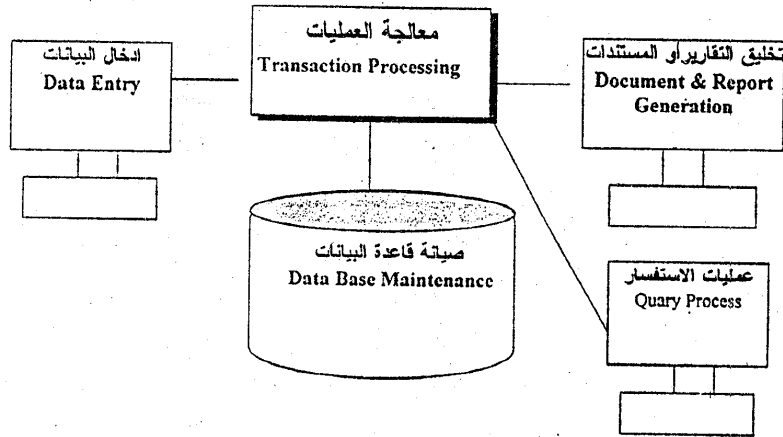 معالجة العمليات
Transaction Processing
ادخال البيانات
Data Entry
تخليق التقارير أو المستندات
Document & Report
Generation
صيانة قاعدة البيانات
Data Base Maintenance
عمليات الاستفسار
Quary Process